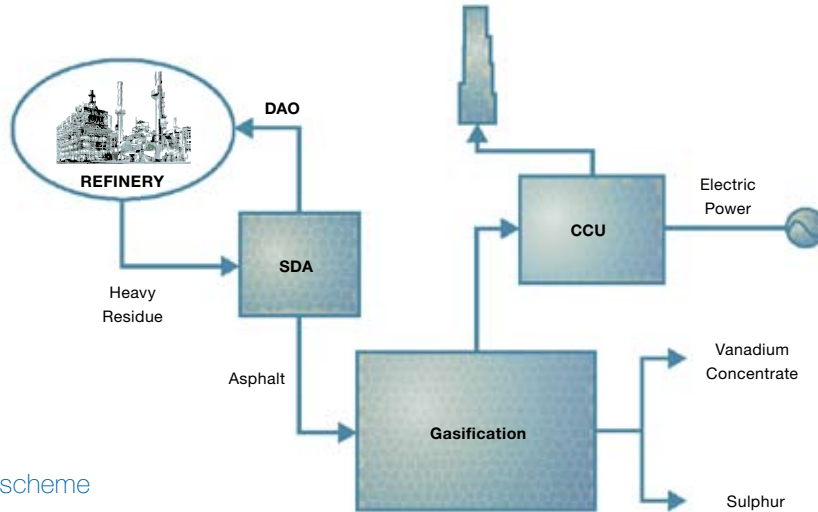 DAO
REFINERY
Heavy
Residue
SDA
Asphalt
Gasification
CCU
Electric
Power
Vanadium
Concentrate
Sulphur
scheme